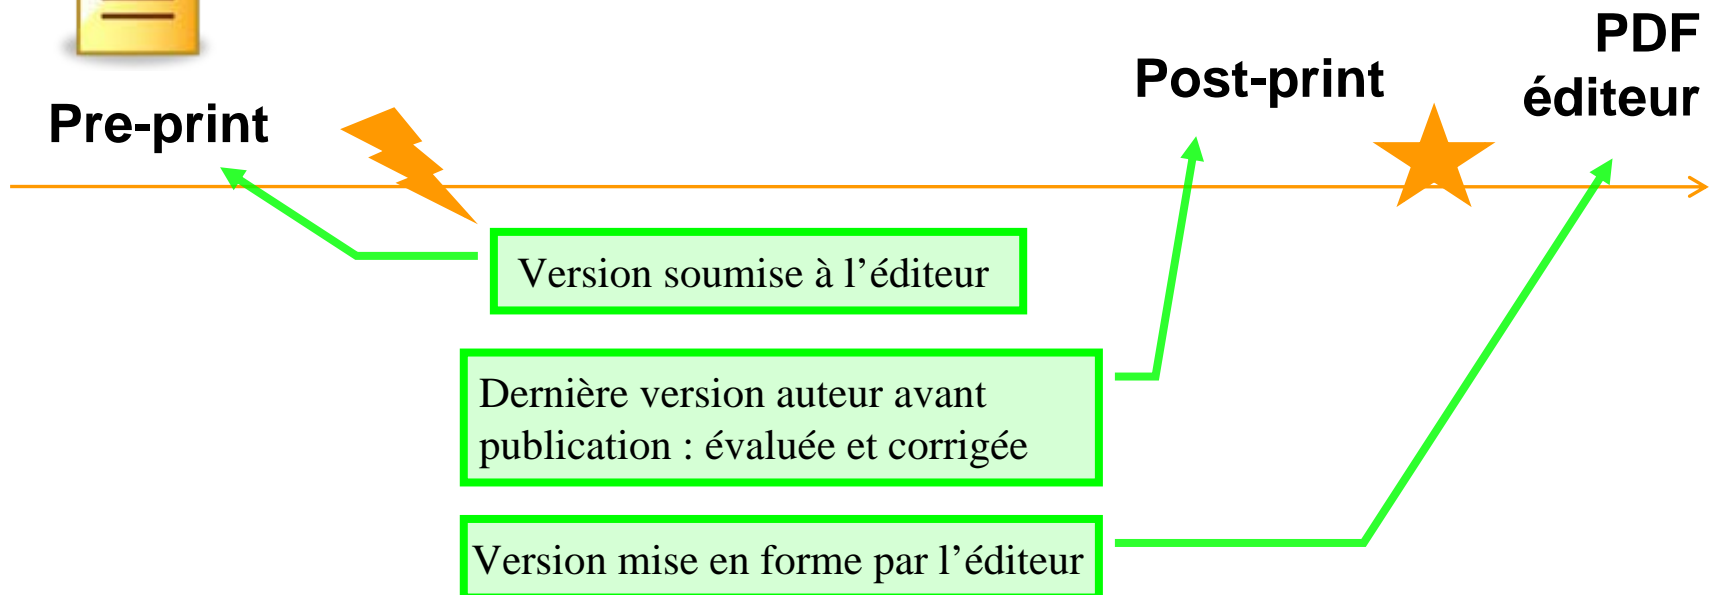 PDF
éditeur
Post-print
Pre-print
Version soumise à l’éditeur
Dernière version auteur avant
publication : évaluée et corrigée
Version mise en forme par l’éditeur